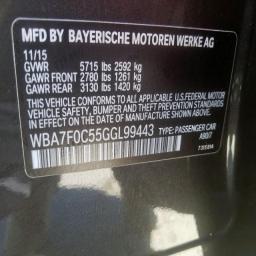 MFD BY BAYERISCHE MOTOREN WERKE AG
11/15
GVWR 5715 lbs 2592 kg
GAWR FRONT 2780 lbs 1261 kg
GAWR REAR 3130 lbs 1420 kg
THIS VEHICLE CONFORMS TO ALL APPLICABLE
U.S.FEDERAL MOTOR
VEHICLE SAFETY, BUMPER, AND THEFT PREVENTION
STANDARDS IN EFFECT ON THE DATE OF
MANUFACTURE SHOWN ABOVE.
WBA7F0C55GGL99443 TYPE: PASSENGER CAR